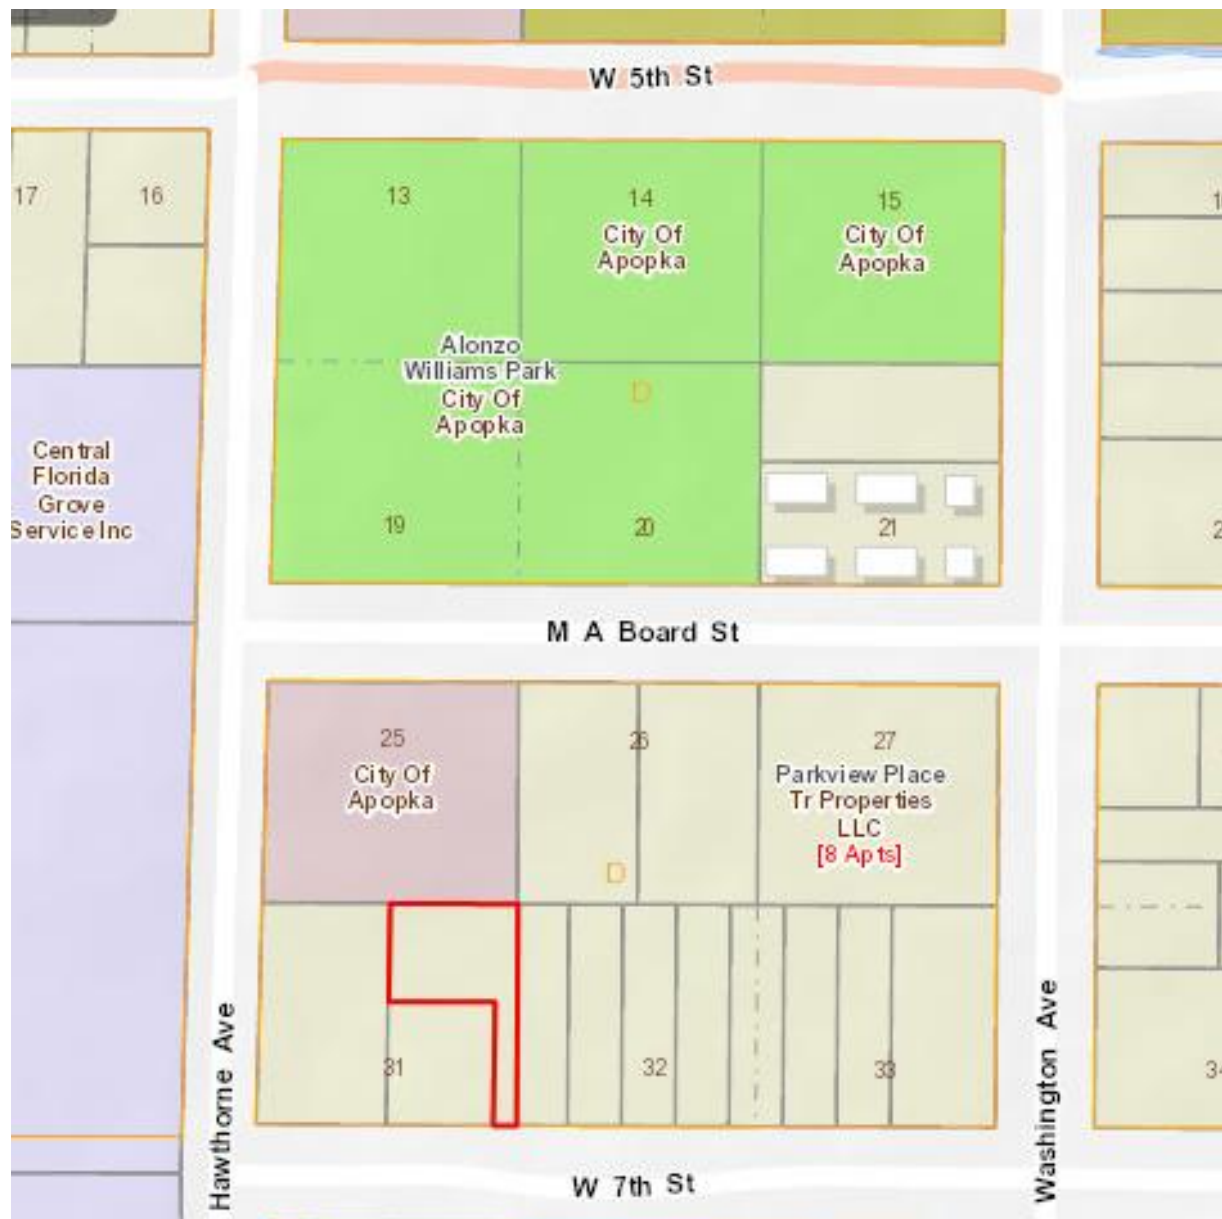 W 5th St
17
16
13
14
City Of
Apopka
15
City Of
Apopka
Alonzo
Williams Park
City Of
Apopka
D
Central
Florida
Grove
Service Inc
19
20
21
M A Board St
25
City Of
Apopka
26
27
Parkview Place
Tr Properties
LLC
[8 Apts]
D
31
32
33
Hawthorne Ave
Washington Ave
W 7th St